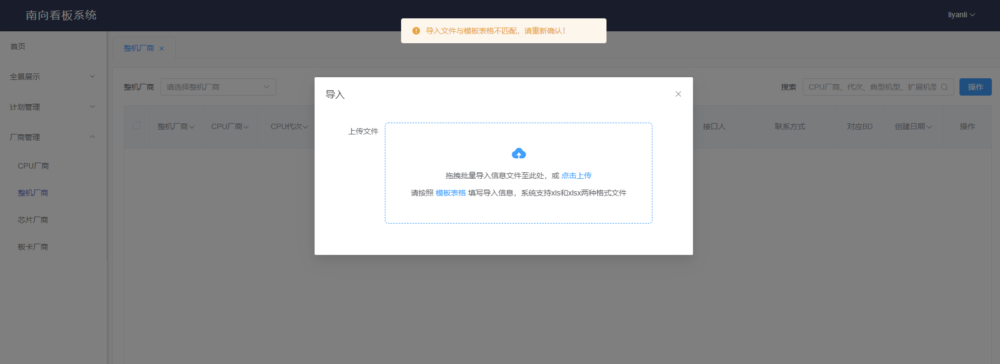 南向看板系统
liyanli
导入文件与模板表格不匹配，请重新确认！
首页
全景展示
计划管理
厂商管理
CPU厂商
整机厂商
芯片厂商
板卡厂商
整机厂商
整机厂商 请选择整机厂商
搜索 CPU厂商、代次、典型机型、扩展机型 操作
整机厂商 CPU厂商 CPU代次 接口人 联系方式 对应BD 创建日期 操作
导入
上传文件
拖拽批量导入信息文件至此处，或 点击上传
请按照 模板表格 填写导入信息，系统支持xls和xlsx两种格式文件